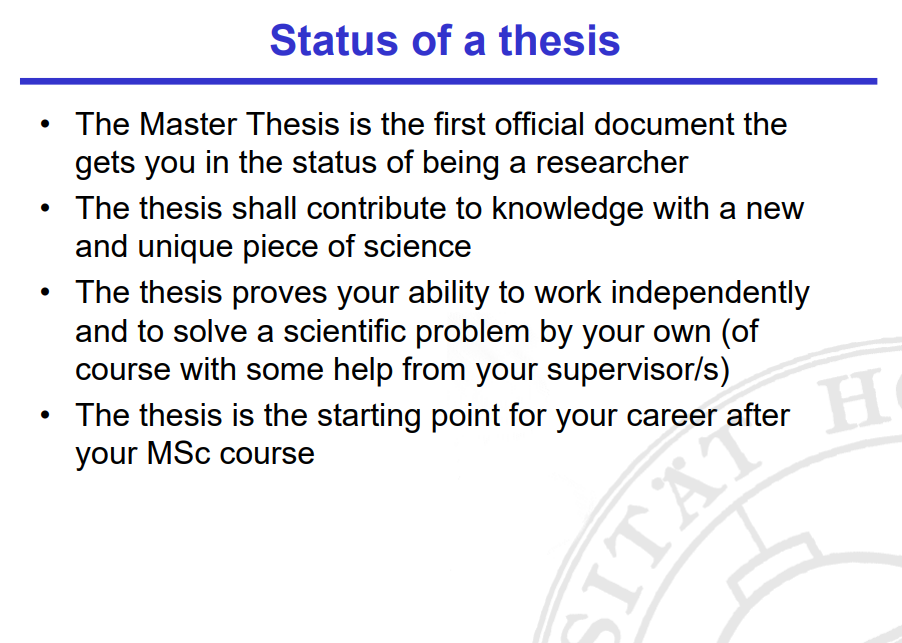 Status of a thesis
• The Master Thesis is the first official document the
gets you in the status of being a researcher
• The thesis shall contribute to knowledge with a new
and unique piece of science
• The thesis proves your ability to work independently
and to solve a scientific problem by your own (of
course with some help from your supervisor/s)
• The thesis is the starting point for your career after
your MSc course
SITÄT HO